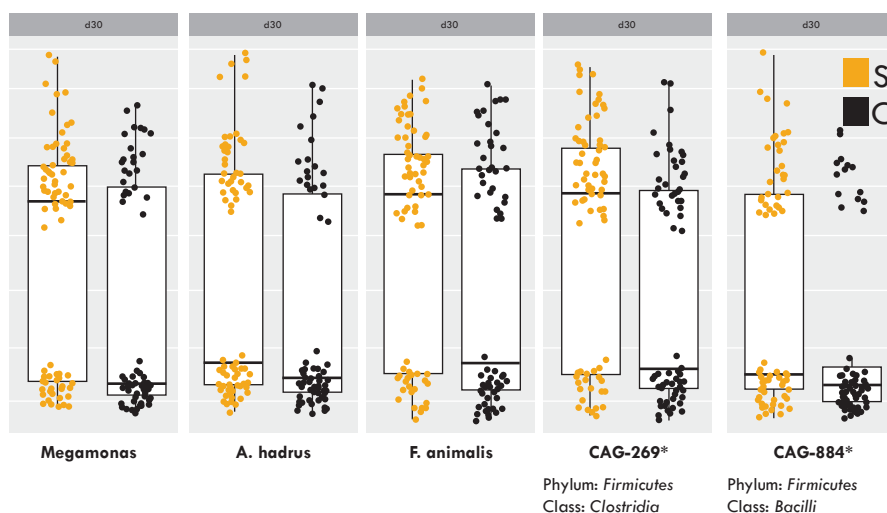 d30 d30 d30 d30 d30
S
C
Megamonas A. hadrus F. animalis CAG-269* CAG-884*
Phylum: Firmicutes Phylum: Firmicutes
Class: Clostridia Class: Bacilli